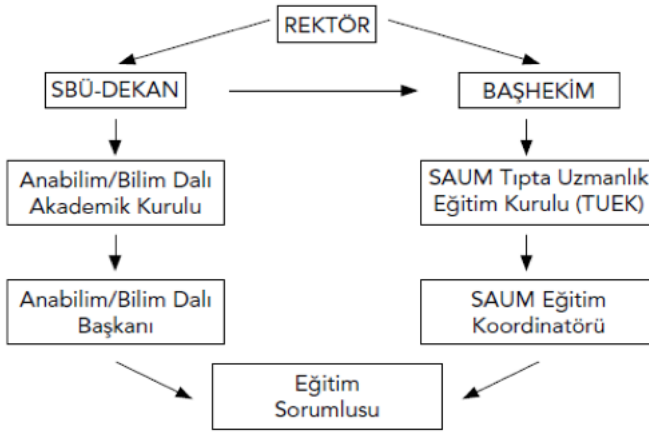 REKTÖR
SBÜ-DEKAN
BAŞHEKİM
Anabilim/Bilim Dalı
Akademik Kurulu
SAUM Tıpta Uzmanlık
Eğitim Kurulu (TUEK)
Anabilim/Bilim Dalı
Başkanı
SAUM Eğitim
Koordinatörü
Eğitim
Sorumlusu